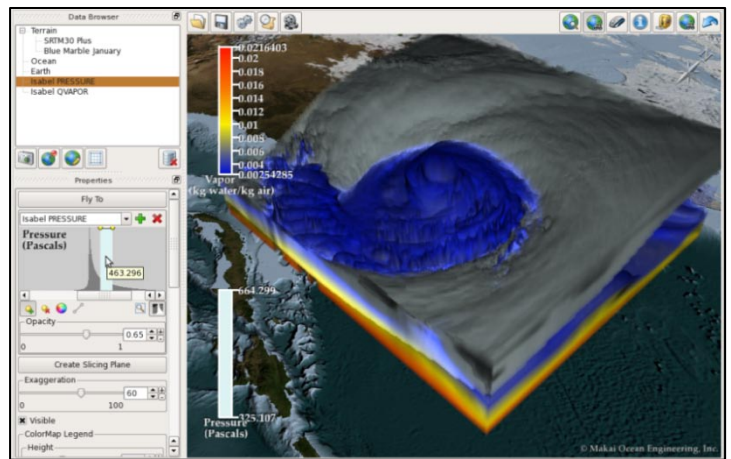 Data Browser
Terrain
SRTM30 Plus
Blue Marble January
Ocean
Earth
Isabel PRESSURE
Isabel QVAPOR
Properties
Fly To
Isabel PRESSURE
Pressure
(Pascals)
463.296
Opacity
0.65
0
1
Create Slicing Plane
Exaggeration
60
0
100
Visible
ColorMap Legend
Height
0.0216403
0.02
0.018
0.016
0.014
0.012
0.01
0.006
0.004
0.00254285
Vapor
(kg water/kg air)
664.299
325.107
Pressure
(Pascals)
© Makai Ocean Engineering, Inc.